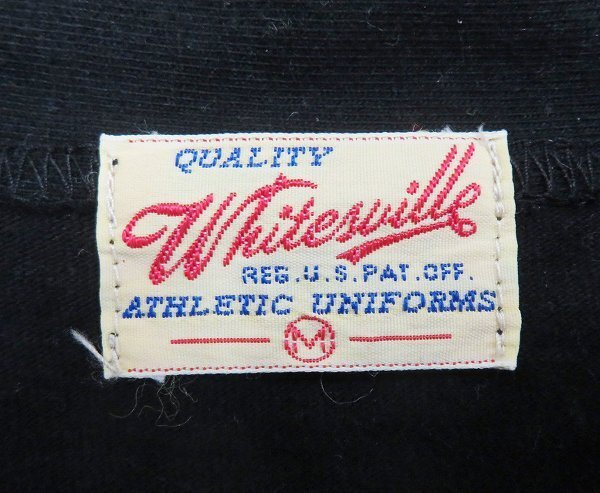 QUALITY
Whitesville
REG.U.S.PAT.OFF.
ATHLETIC UNIFORMS
M